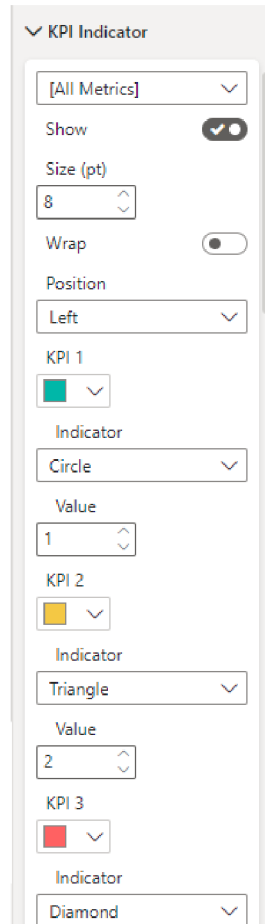 KPI Indicator
[All Metrics]
Show
Size (pt)
8
Wrap
Position
Left
KPI 1
Indicator
Circle
Value
1
KPI 2
Indicator
Triangle
Value
2
KPI 3
Indicator
Diamond